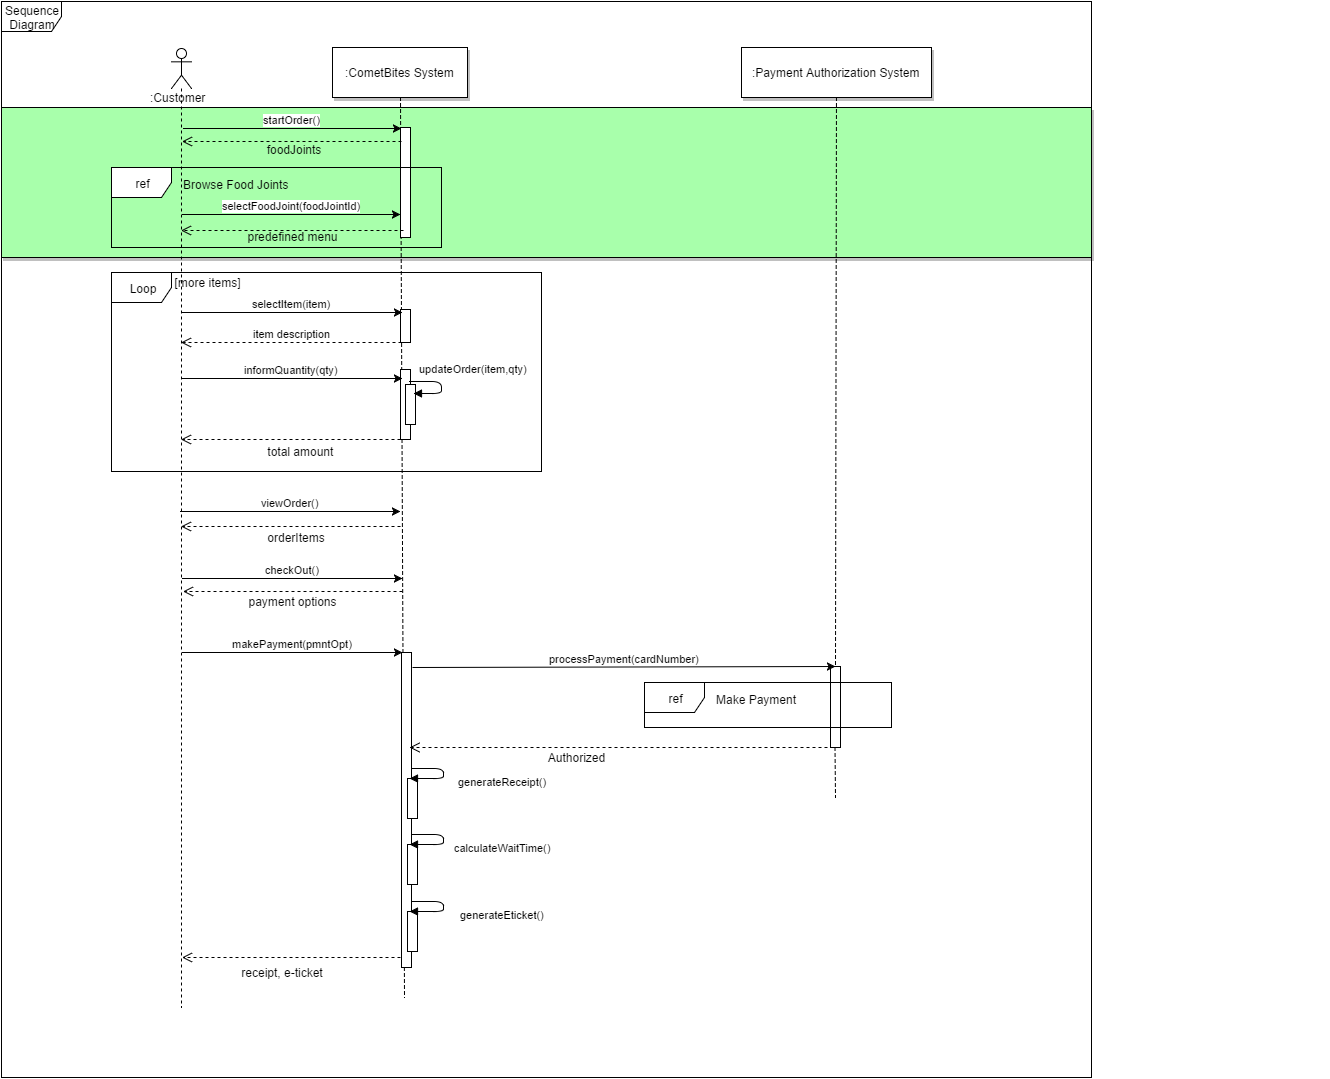 Sequence
Diagram
:Customer
:CometBites System
:Payment Authorization System
startOrder()
foodJoints
ref
Browse Food Joints
selectFoodJoint(foodJointId)
predefined menu
Loop
[more items]
selectItem(item)
item description
informQuantity(qty)
updateOrder(item,qty)
total amount
viewOrder()
orderItems
checkOut()
payment options
makePayment(pmntOpt)
processPayment(cardNumber)
ref
Make Payment
Authorized
generateReceipt()
calculateWaitTime()
generateEticket()
receipt, e-ticket